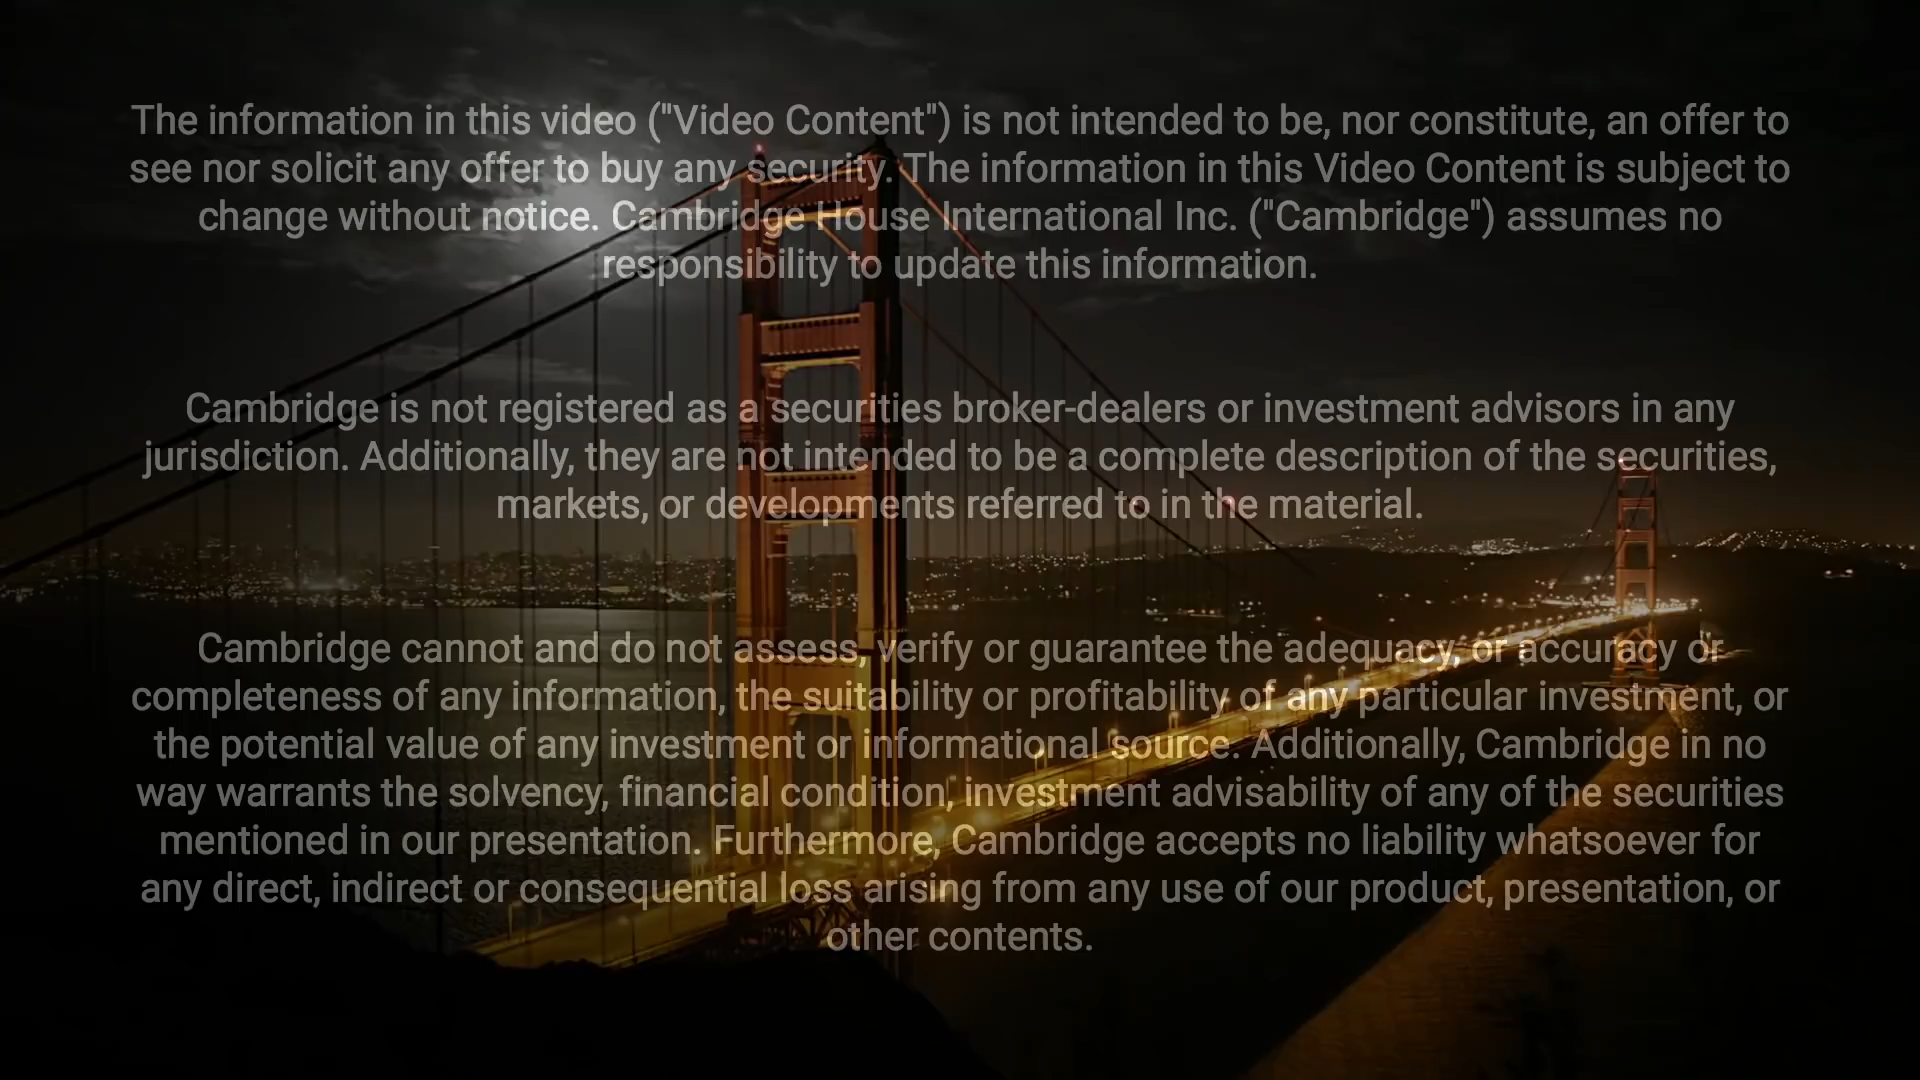 The information in this video ("Video Content") is not intended to be, nor constitute, an offer to
see nor solicit any offer to buy any security. The information in this Video Content is subject to
change without notice. Cambridge House International Inc. ("Cambridge") assumes no
responsibility to update this information.
Cambridge is not registered as a securities broker-dealers or investment advisors in any
jurisdiction. Additionally, they are not intended to be a complete description of the securities,
markets, or developments referred to in the material.
Cambridge cannot and do not assess, verify or guarantee the adequacy, or accuracy or
completeness of any information, the suitability or profitability of any particular investment, or
the potential value of any investment or informational source. Additionally, Cambridge in no
way warrants the solvency, financial condition, investment advisability of any of the securities
mentioned in our presentation. Furthermore, Cambridge accepts no liability whatsoever for
any direct, indirect or consequential loss arising from any use of our product, presentation, or
other contents.